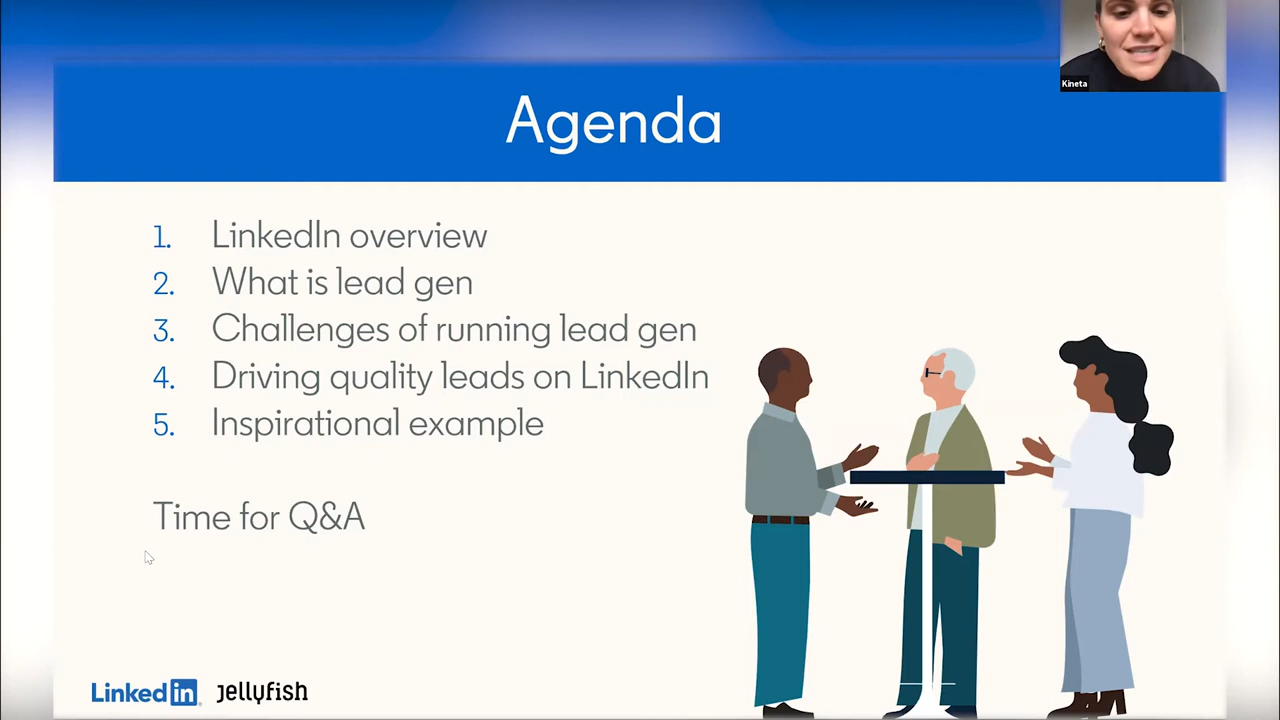 Agenda
Kineta
1. LinkedIn overview
2. What is lead gen
3. Challenges of running lead gen
4. Driving quality leads on LinkedIn
5. Inspirational example
Time for Q&A
LinkedIn jellyfish